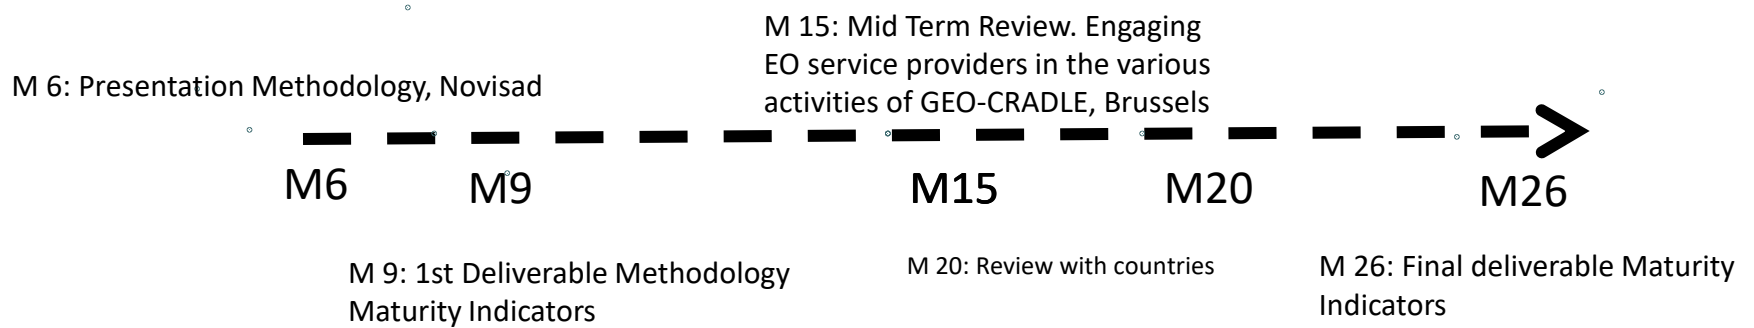 M 15: Mid Term Review. Engaging
EO service providers in the various
activities of GEO-CRADLE, Brussels
M 6: Presentation Methodology, Novisad
M6
M9
M15
M20
M26
M 9: 1st Deliverable Methodology
Maturity Indicators
M 20: Review with countries
M 26: Final deliverable Maturity
Indicators